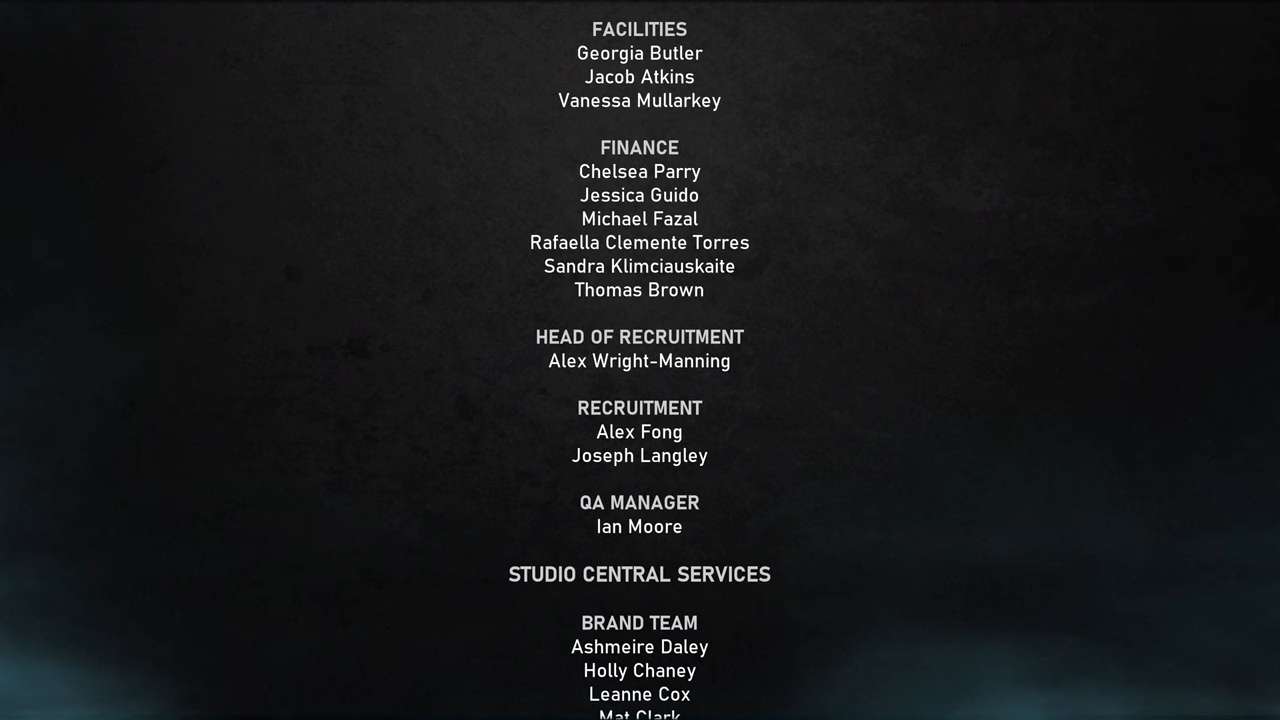 FACILITIES
Georgia Butler
Jacob Atkins
Vanessa Mullarkey
FINANCE
Chelsea Parry
Jessica Guido
Michael Fazal
Rafaella Clemente Torres
Sandra Klimciauskaite
Thomas Brown
HEAD OF RECRUITMENT
Alex Wright-Manning
RECRUITMENT
Alex Fong
Joseph Langley
QA MANAGER
Ian Moore
STUDIO CENTRAL SERVICES
BRAND TEAM
Ashmeire Daley
Holly Chaney
Leanne Cox
Mat Clark